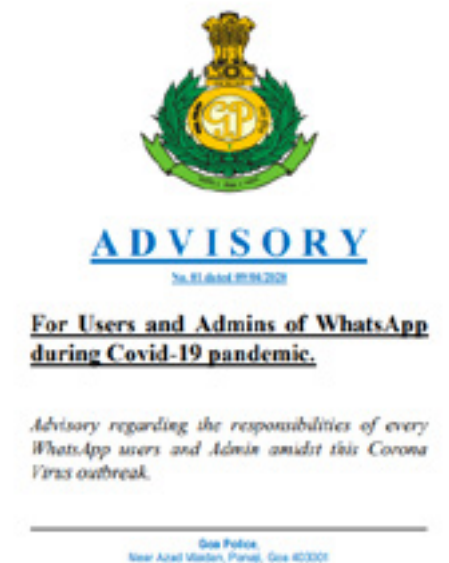 GP
ADVISORY
No. 01 dated 09/04/2020
For Users and Admins of WhatsApp
during Covid-19 pandemic.
Advisory regarding the responsibilities of every
WhatsApp users and Admin amidst this Corona
Virus outbreak.
Goa Police,
Near Azad Maidan, Panaji, Goa 403001